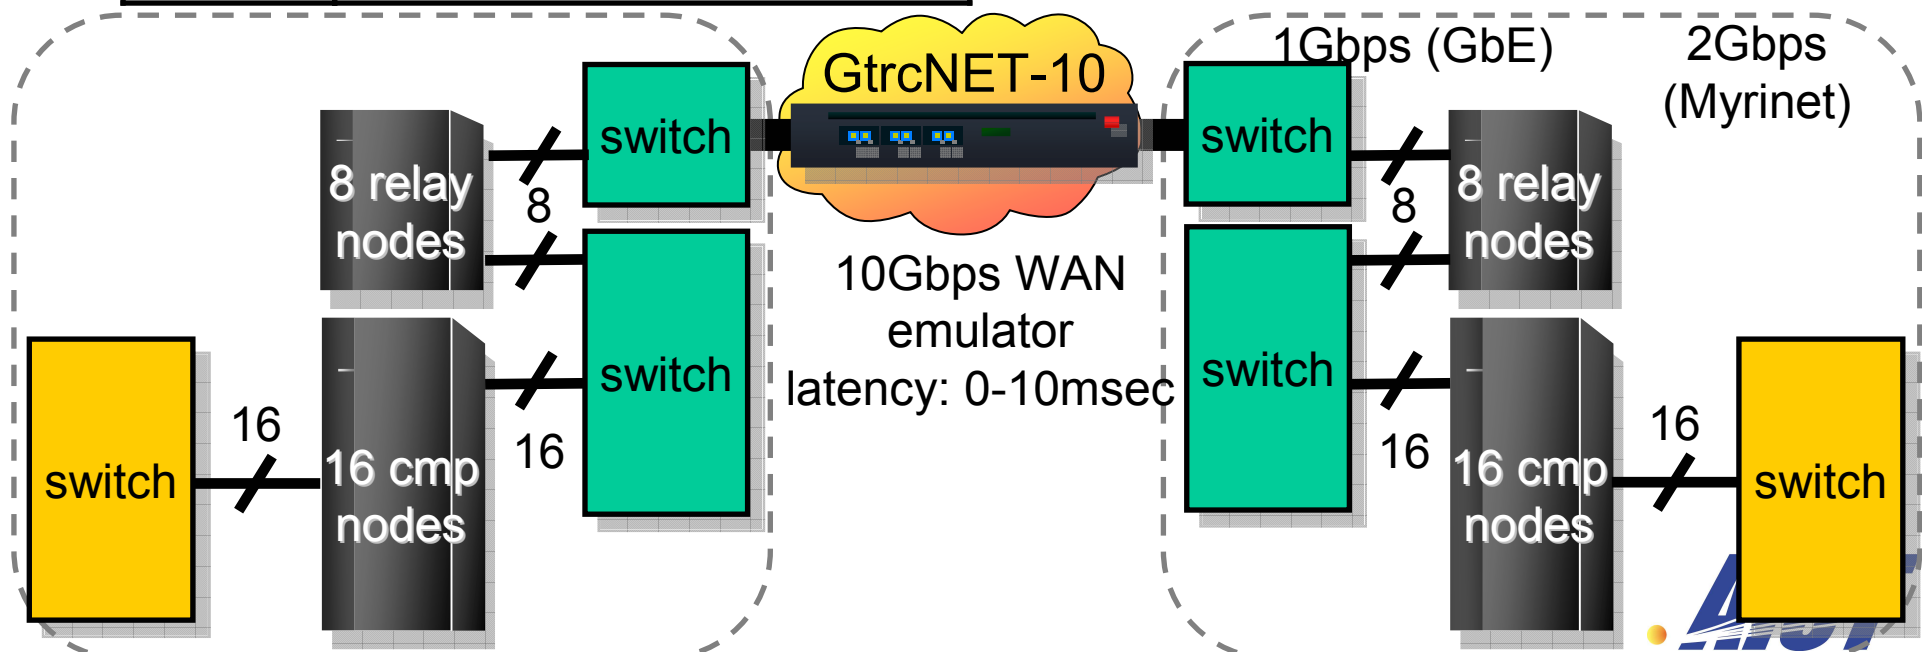 GtrcNET-10
1Gbps (GbE)
2Gbps
(Myrinet)
switch
8 relay
nodes
8
switch
16 cmp
nodes
16
switch
16
10Gbps WAN
emulator
latency: 0-10msec
switch
8
8 relay
nodes
switch
16
16 cmp
nodes
16
switch
AIST